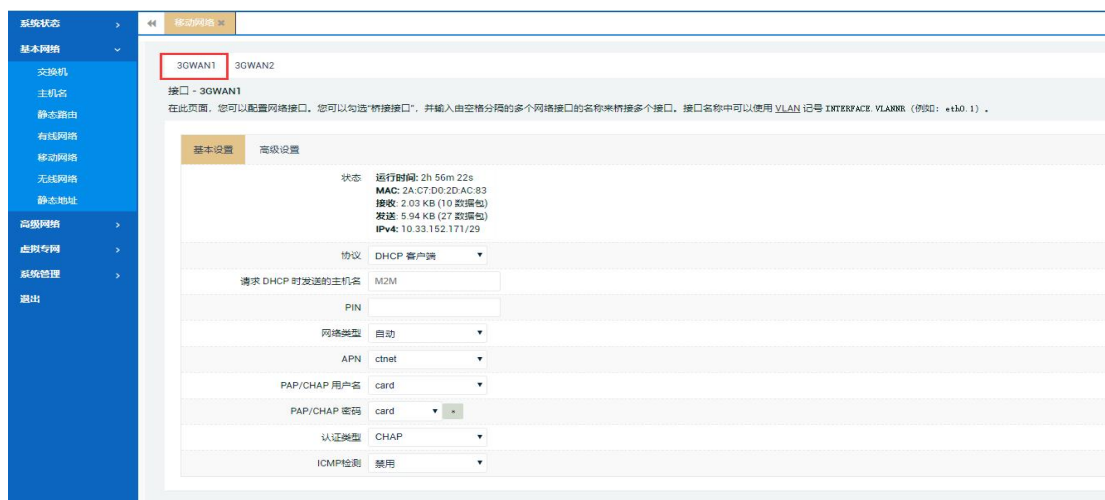 系统状态
基本网络
交换机
主机名
静态路由
有线网络
移动网络
无线网络
静态地址
高级网络
虚拟专网
系统管理
退出
移动网络
3GWAN1 3GWAN2
接口 - 3GWAN1
在此页面，您可以配置网络接口。您可以勾选“桥接接口”，并输入由空格分隔的多个网络接口的名称来桥接多个接口。接口名称中可以使用 VLAN 记号 INTERFACE.VLANNR (例如：eth0.1) 。
基本设置 高级设置
状态 运行时间: 2h 56m 22s
MAC: 2A:C7:D0:2D:AC:83
接收: 2.03 KB (10 数据包)
发送: 5.94 KB (27 数据包)
IPv4: 10.33.152.171/29
协议 DHCP 客户端
请求 DHCP 时发送的主机名 M2M
PIN
网络类型 自动
APN ctnet
PAP/CHAP 用户名 card
PAP/CHAP 密码 card
认证类型 CHAP
ICMP检测 禁用